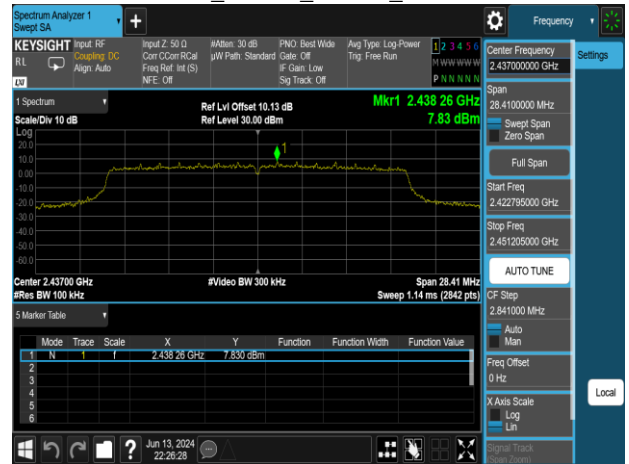 Spectrum Analyzer 1
Swept SA
Frequency
KEYSIGHT
RL
LXI
Input: RF
Coupling: DC
Align: Auto
Input Z: 50 Ω
Corr CCorr RCal
Freq Ref: Int (S)
NFE: Off
#Atten: 30 dB
µW Path: Standard
PNO: Best Wide
Gate: Off
IF Gain: Low
Sig Track: Off
Avg Type: Log-Power
Trig: Free Run
1 2 3 4 5 6
M W W W W W
P N N N N N
Center Frequency
2.437000000 GHz
Settings
1 Spectrum
Scale/Div 10 dB
Ref Lvl Offset 10.13 dB
Ref Level 30.00 dBm
Mkr1 2.438 26 GHz
7.83 dBm
Log
20.0
10.0
0.00
-10.0
-20.0
-30.0
-40.0
-50.0
-60.0
1
Center 2.43700 GHz
#Res BW 100 kHz
#Video BW 300 kHz
Span 28.41 MHz
Sweep 1.14 ms (2842 pts)
Span
28.4100000 MHz
Swept Span
Zero Span
Full Span
Start Freq
2.422795000 GHz
Stop Freq
2.451205000 GHz
AUTO TUNE
CF Step
2.841000 MHz
Auto
Man
Freq Offset
0 Hz
X Axis Scale
Log
Lin
Signal Track
(Span Zoom)
Local
5 Marker Table
Mode Trace Scale X Y Function Function Width Function Value
1 N 1 f 2.438 26 GHz 7.830 dBm
2
3
4
5
6
Jun 13, 2024
22:26:28